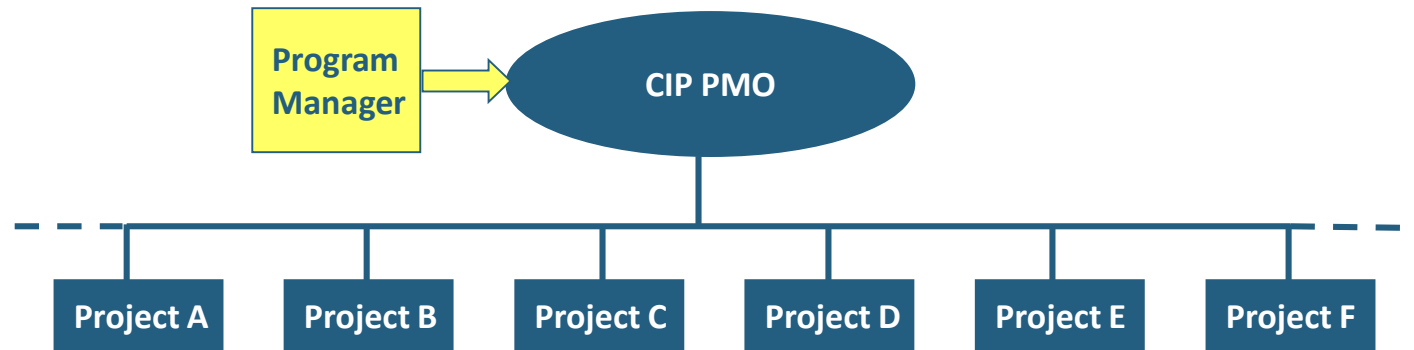 Program
Manager
CIP PMO
Project A
Project B
Project C
Project D
Project E
Project F